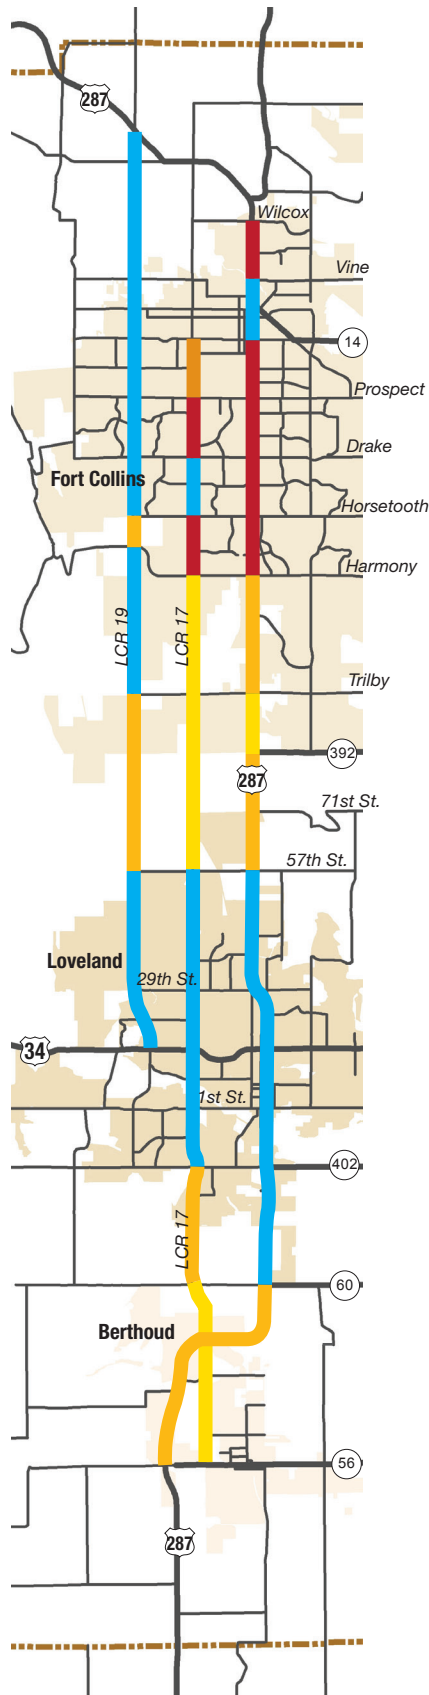 287
Wilcox
Vine
14
Prospect
Drake
Fort Collins
Horsetooth
Harmony
LCR 19
LCR 17
Trilby
392
287
71st St.
57th St.
Loveland
29th St.
34
1st St.
402
LCR 17
60
Berthoud
56
287